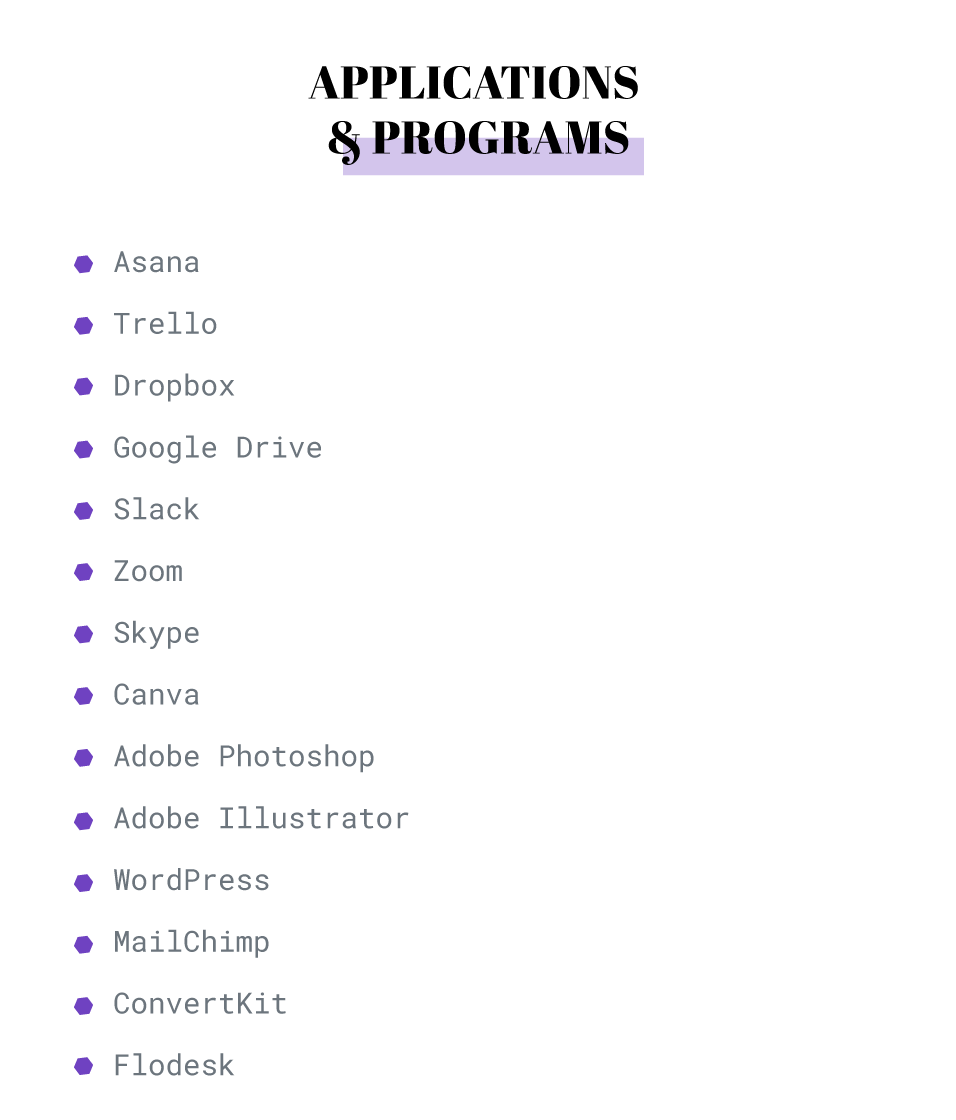 APPLICATIONS
& PROGRAMS
Asana
Trello
Dropbox
Google Drive
Slack
Zoom
Skype
Canva
Adobe Photoshop
Adobe Illustrator
WordPress
MailChimp
ConvertKit
Flodesk